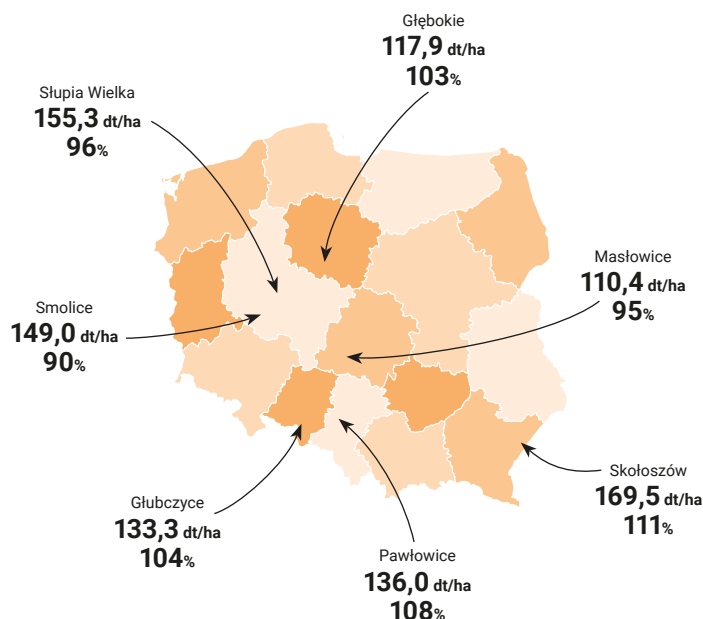 Głębokie
117,9 dt/ha
103%
Słupia Wielka
155,3 dt/ha
96%
Masłowice
110,4 dt/ha
95%
Smolice
149,0 dt/ha
90%
Skołoszów
169,5 dt/ha
111%
Głubczyce
133,3 dt/ha
104%
Pawłowice
136,0 dt/ha
108%